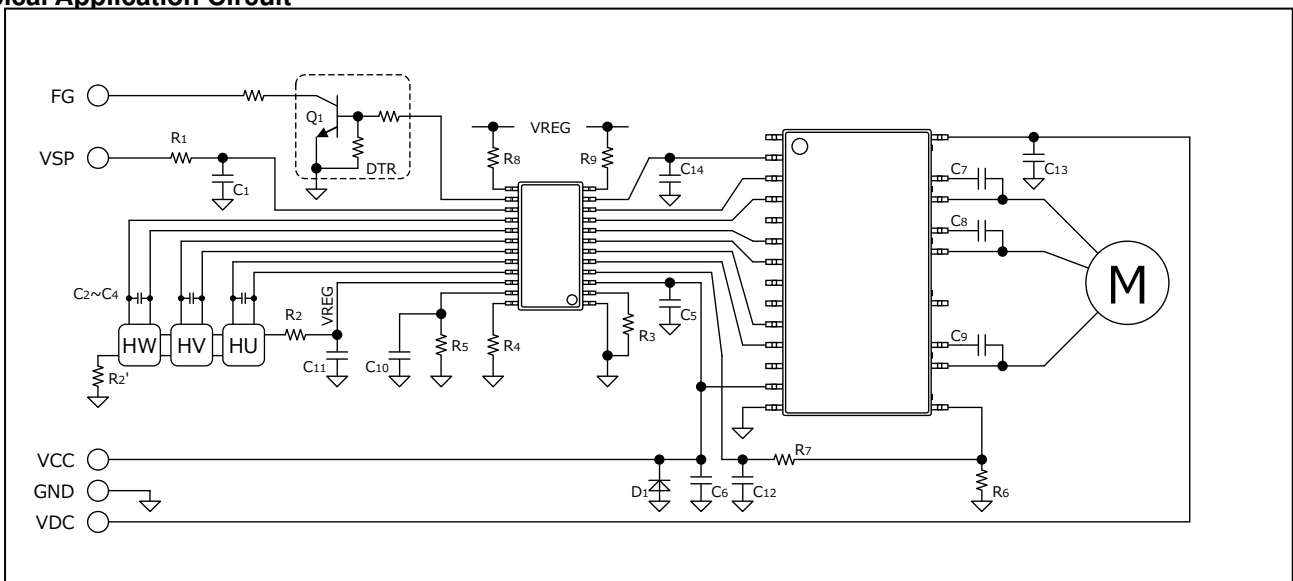 ical Application Circuit
FG
Q1
DTR
VREG
R8
R9
R1
VSP
C1
C14
C7
C13
C8
M
C2~C4
R2
VREG
C5
R3
HW
HV
HU
R2'
C11
C10
R5
R4
C9
VCC
R7
GND
D1
C6
C12
R6
VDC